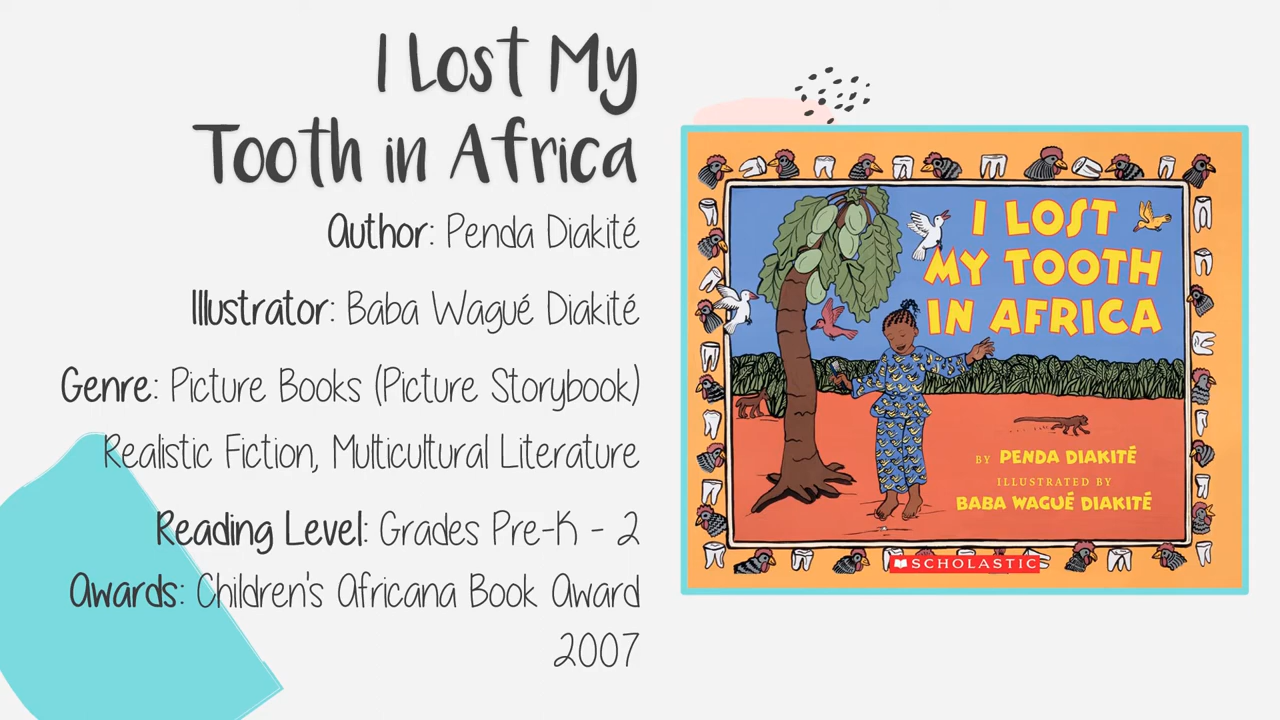 I Lost My
Tooth in Africa
Author: Penda Diakité
Illustrator: Baba Wagué Diakité
Genre: Picture Books (Picture Storybook)
Realistic Fiction, Multicultural Literature
Reading Level: Grades Pre-K - 2
Awards: Children's Africana Book Award
2007
I LOST
MY TOOTH
IN AFRICA
BY PENDA DIAKITÉ
ILLUSTRATED BY
BABA WAGUÉ DIAKITÉ
SCHOLASTIC